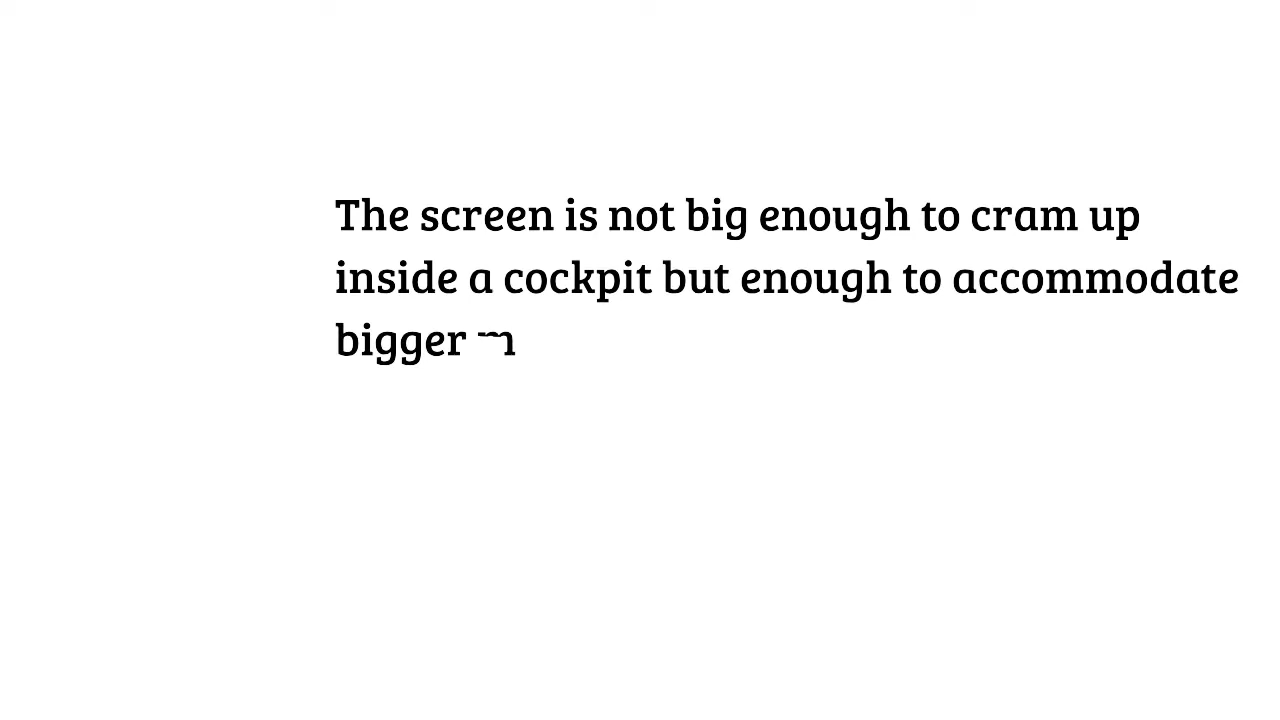 The screen is not big enough to cram up
inside a cockpit but enough to accommodate
bigger